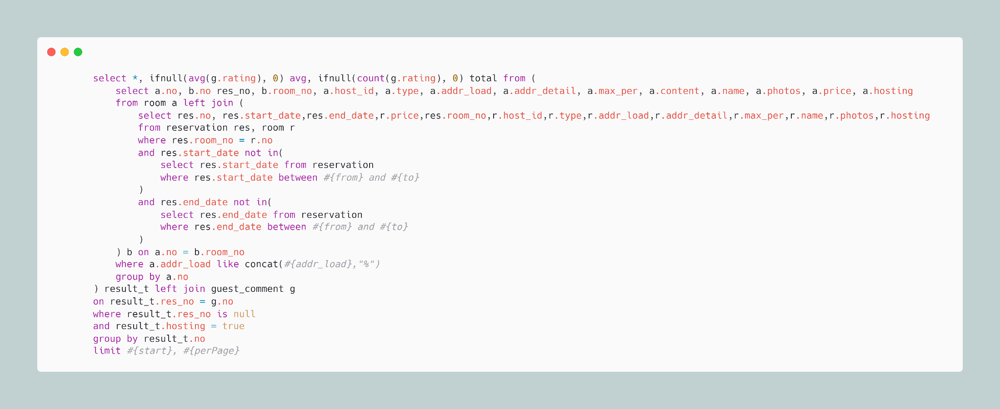 select *, ifnull(avg(g.rating), 0) avg, ifnull(count(g.rating), 0) total from (
select a.no, b.no res_no, b.room_no, a.host_id, a.type, a.addr_load, a.addr_detail, a.max_per, a.content, a.name, a.photos, a.price, a.hosting
from room a left join (
select res.no, res.start_date,res.end_date,r.price,res.room_no,r.host_id,r.type,r.addr_load,r.addr_detail,r.max_per,r.name,r.photos,r.hosting
from reservation res, room r
where res.room_no = r.no
and res.start_date not in(
select res.start_date from reservation
where res.start_date between #{from} and #{to}
)
and res.end_date not in(
select res.end_date from reservation
where res.end_date between #{from} and #{to}
)
) b on a.no = b.room_no
where a.addr_load like concat(#{addr_load},"%")
group by a.no
) result_t left join guest_comment g
on result_t.res_no = g.no
where result_t.res_no is null
and result_t.hosting = true
group by result_t.no
limit #{start}, #{perPage}